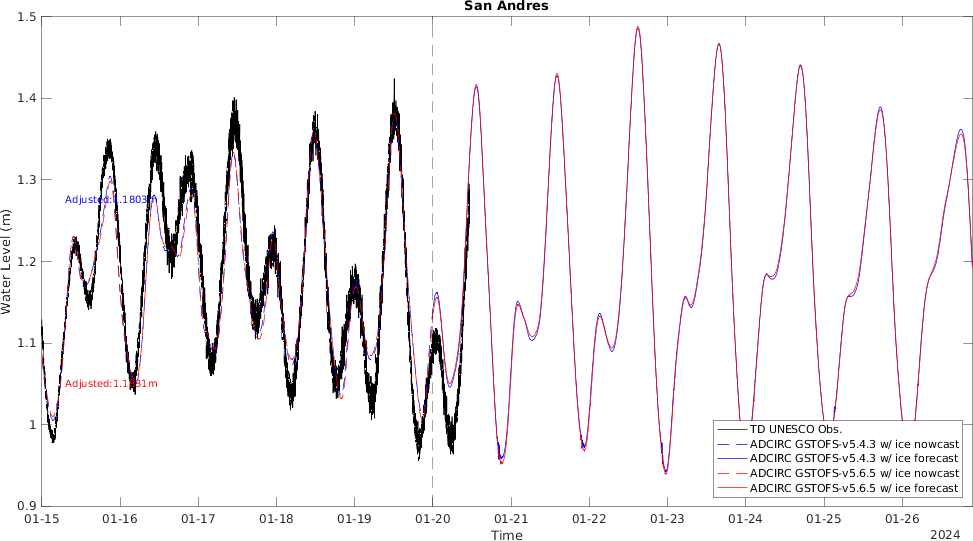 San Andres
1.5
1.4
1.3
1.2
1.1
1
0.9
Water Level (m)
Adjusted:1.1803m
TD UNESCO Obs.
ADCIRC GSTOFS-v5.4.3 w/ ice nowcast
ADCIRC GSTOFS-v5.4.3 w/ ice forecast
ADCIRC GSTOFS-v5.6.5 w/ ice nowcast
ADCIRC GSTOFS-v5.6.5 w/ ice forecast
01-15 01-16 01-17 01-18 01-19 01-20 01-21 01-22 01-23 01-24 01-25 01-26
Time
2024